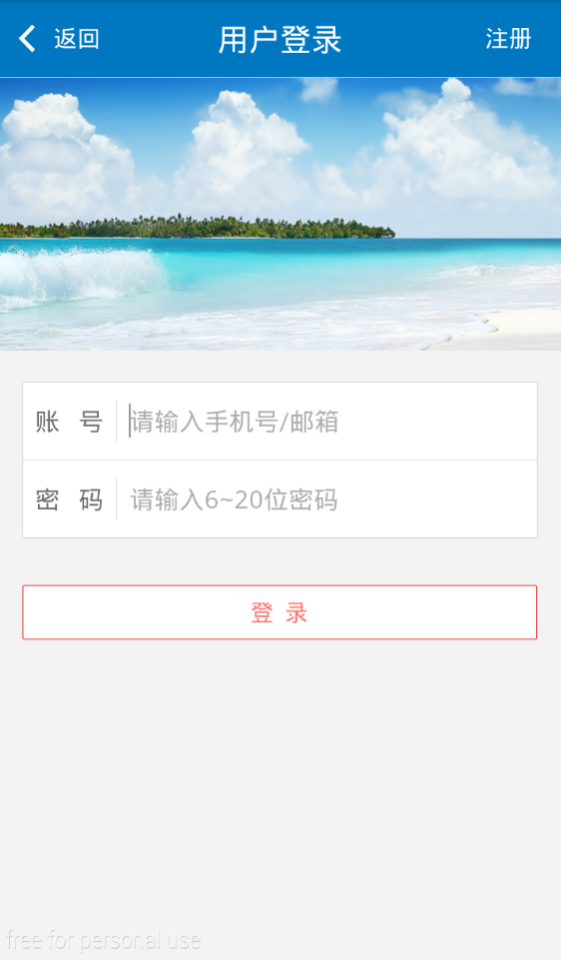 返回 用户登录 注册
账 号 请输入手机号/邮箱
密 码 请输入6~20位密码
登 录
free for personal use